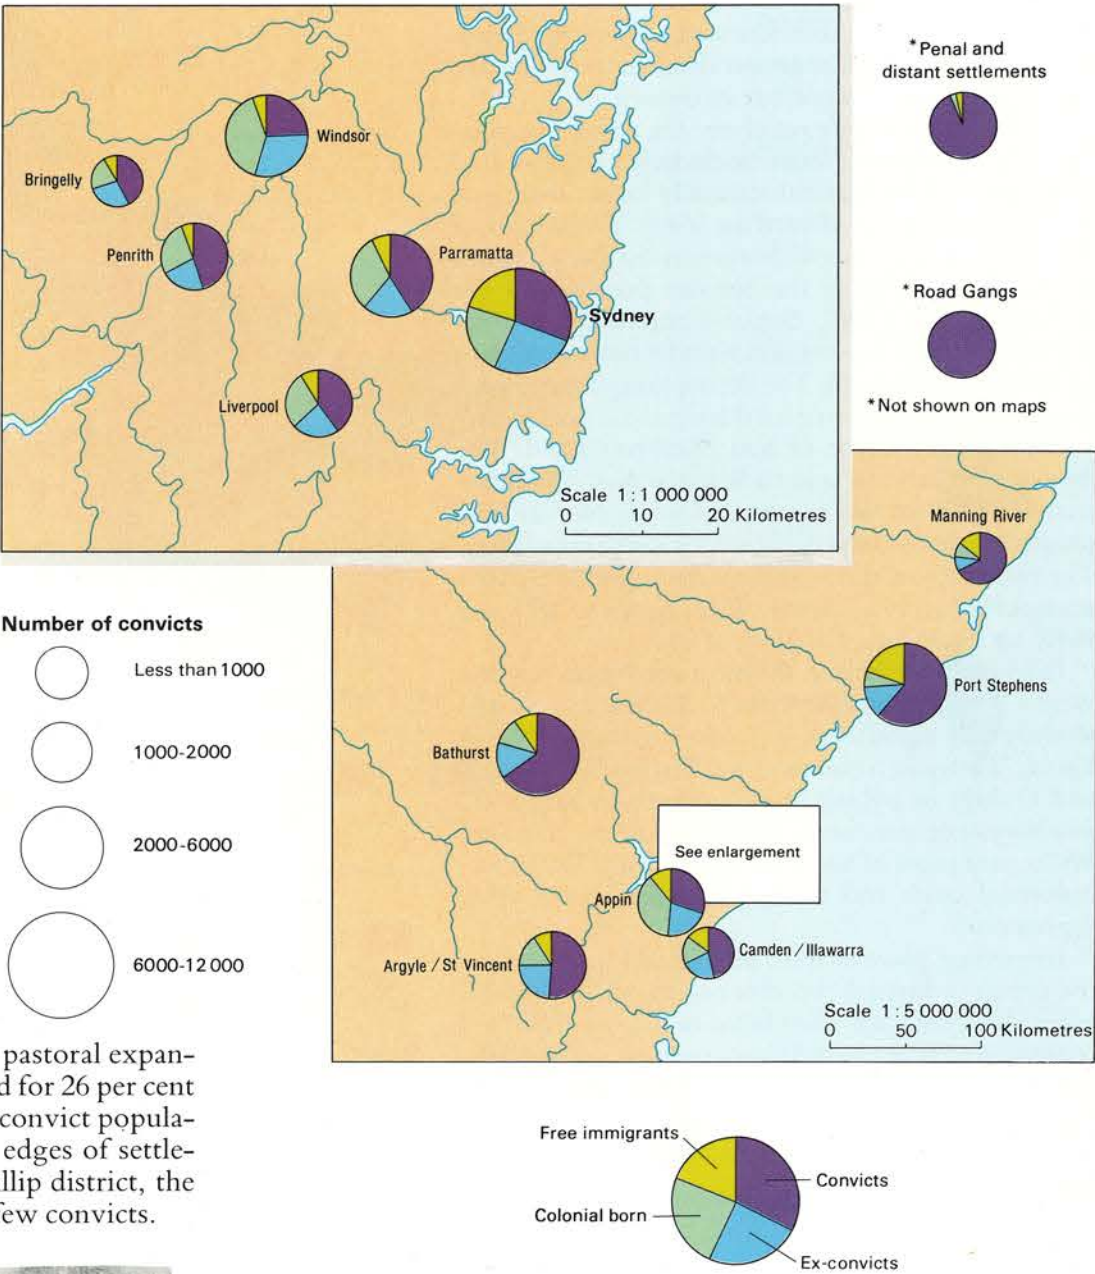 Windsor
Bringelly
Penrith
Parramatta
Sydney
Liverpool
Scale 1:1 000 000
0 10 20 Kilometres
*Penal and
distant settlements
*Road Gangs
*Not shown on maps
Manning River
Port Stephens
Bathurst
See enlargement
Appin
Camden / Illawarra
Argyle / St Vincent
Scale 1:5 000 000
0 50 100 Kilometres
Number of convicts
Less than 1000
1000-2000
2000-6000
6000-12 000
pastoral expan-
d for 26 per cent
convict popula-
edges of settle-
illip district, the
few convicts.
Free immigrants
Convicts
Colonial born
Ex-convicts